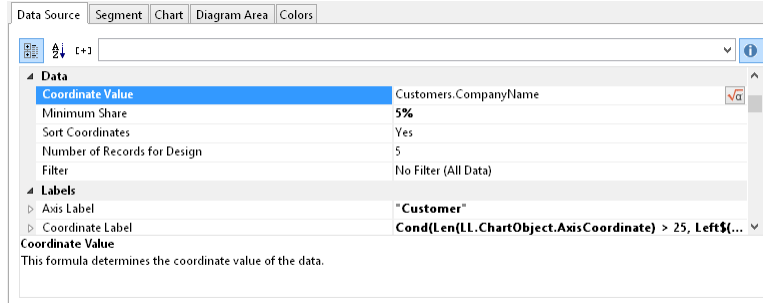 Data Source Segment Chart Diagram Area Colors
Data
Coordinate Value Customers.CompanyName
Minimum Share 5%
Sort Coordinates Yes
Number of Records for Design 5
Filter No Filter (All Data)
Labels
Axis Label "Customer"
Coordinate Label Cond(Len(LL.ChartObject.AxisCoordinate) > 25, Left$(...
Coordinate Value
This formula determines the coordinate value of the data.